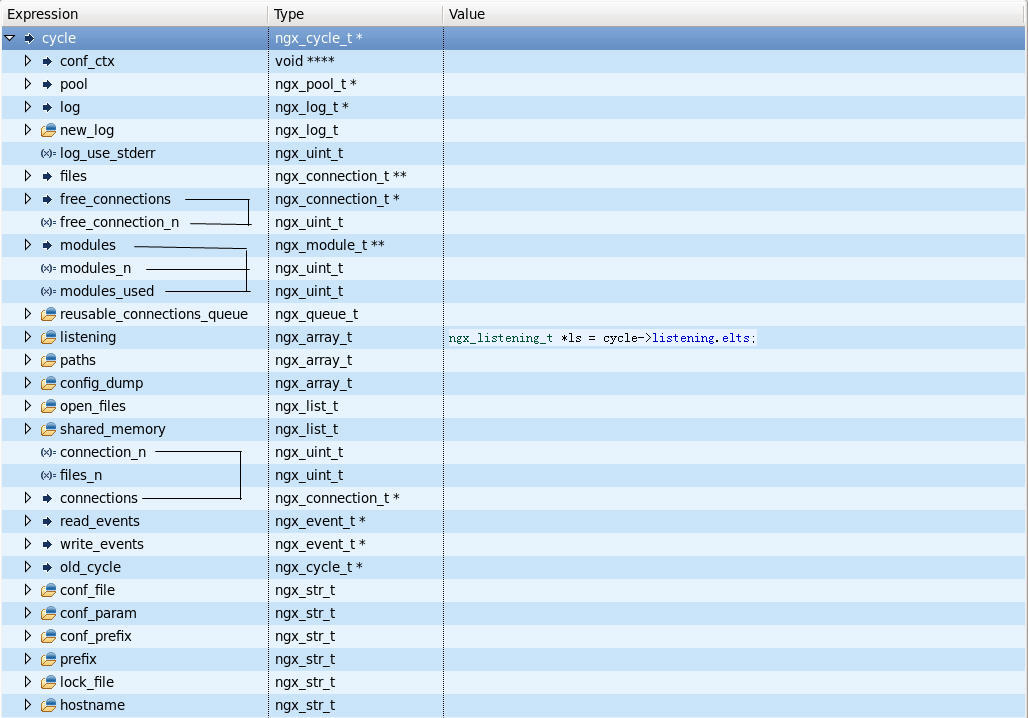 Expression Type Value
cycle ngx_cycle_t *
conf_ctx void ****
pool ngx_pool_t *
log ngx_log_t *
new_log ngx_log_t
(x)= log_use_stderr ngx_uint_t
files ngx_connection_t **
free_connections ngx_connection_t *
(x)= free_connection_n ngx_uint_t
modules ngx_module_t **
(x)= modules_n ngx_uint_t
(x)= modules_used ngx_uint_t
reusable_connections_queue ngx_queue_t
listening ngx_array_t ngx_listening_t *ls = cycle->listening.elts;
paths ngx_array_t
config_dump ngx_array_t
open_files ngx_list_t
shared_memory ngx_list_t
(x)= connection_n ngx_uint_t
(x)= files_n ngx_uint_t
connections ngx_connection_t *
read_events ngx_event_t *
write_events ngx_event_t *
old_cycle ngx_cycle_t *
conf_file ngx_str_t
conf_param ngx_str_t
conf_prefix ngx_str_t
prefix ngx_str_t
lock_file ngx_str_t
hostname ngx_str_t